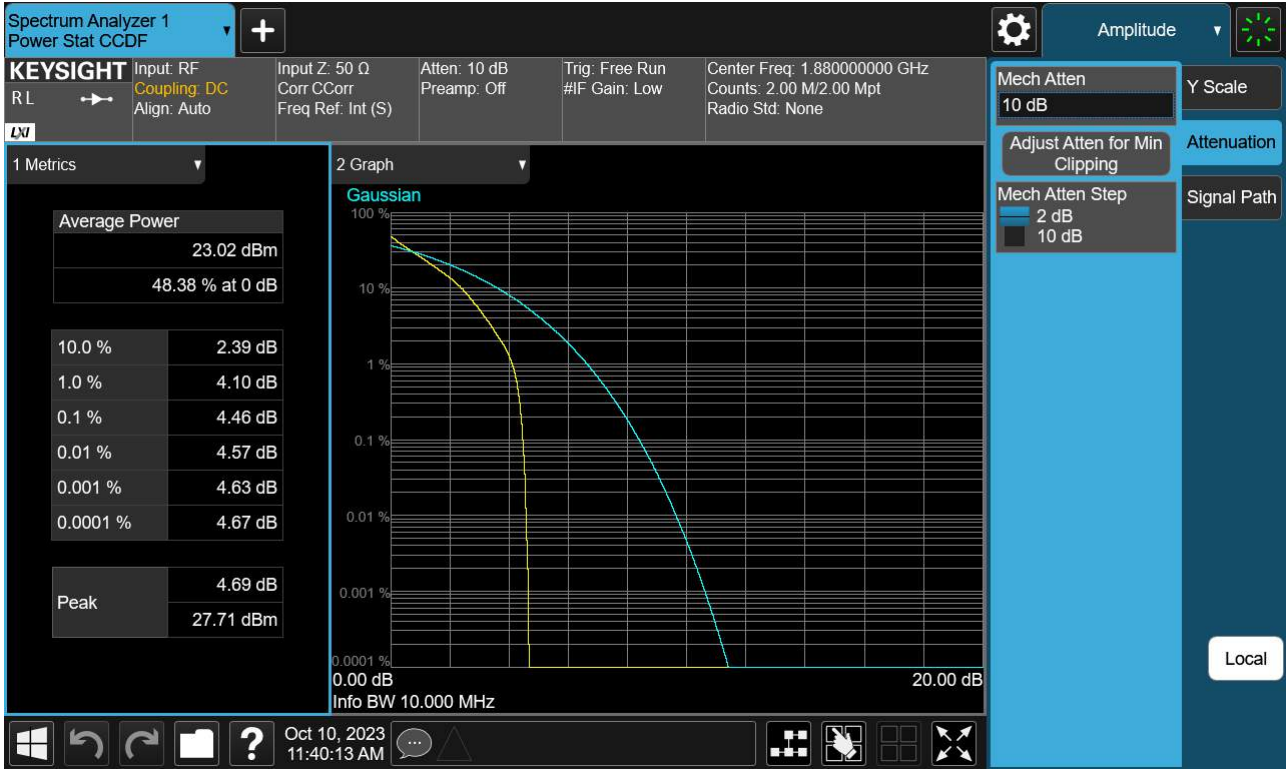 Spectrum Analyzer 1
Power Stat CCDF
+
Amplitude
KEYSIGHT
RL
LXI
Input: RF
Coupling: DC
Align: Auto
Input Z: 50 Ω
Corr CCorr
Freq Ref: Int (S)
Atten: 10 dB
Preamp: Off
Trig: Free Run
#IF Gain: Low
Center Freq: 1.880000000 GHz
Counts: 2.00 M/2.00 Mpt
Radio Std: None
1 Metrics
Average Power
23.02 dBm
48.38 % at 0 dB
10.0 % 2.39 dB
1.0 % 4.10 dB
0.1 % 4.46 dB
0.01 % 4.57 dB
0.001 % 4.63 dB
0.0001 % 4.67 dB
Peak
4.69 dB
27.71 dBm
2 Graph
Gaussian
100 %
10 %
1 %
0.1 %
0.01 %
0.001 %
0.0001 %
0.00 dB 20.00 dB
Info BW 10.000 MHz
Mech Atten
10 dB
Adjust Atten for Min
Clipping
Mech Atten Step
2 dB
10 dB
Y Scale
Attenuation
Signal Path
Local
?
Oct 10, 2023
11:40:13 AM